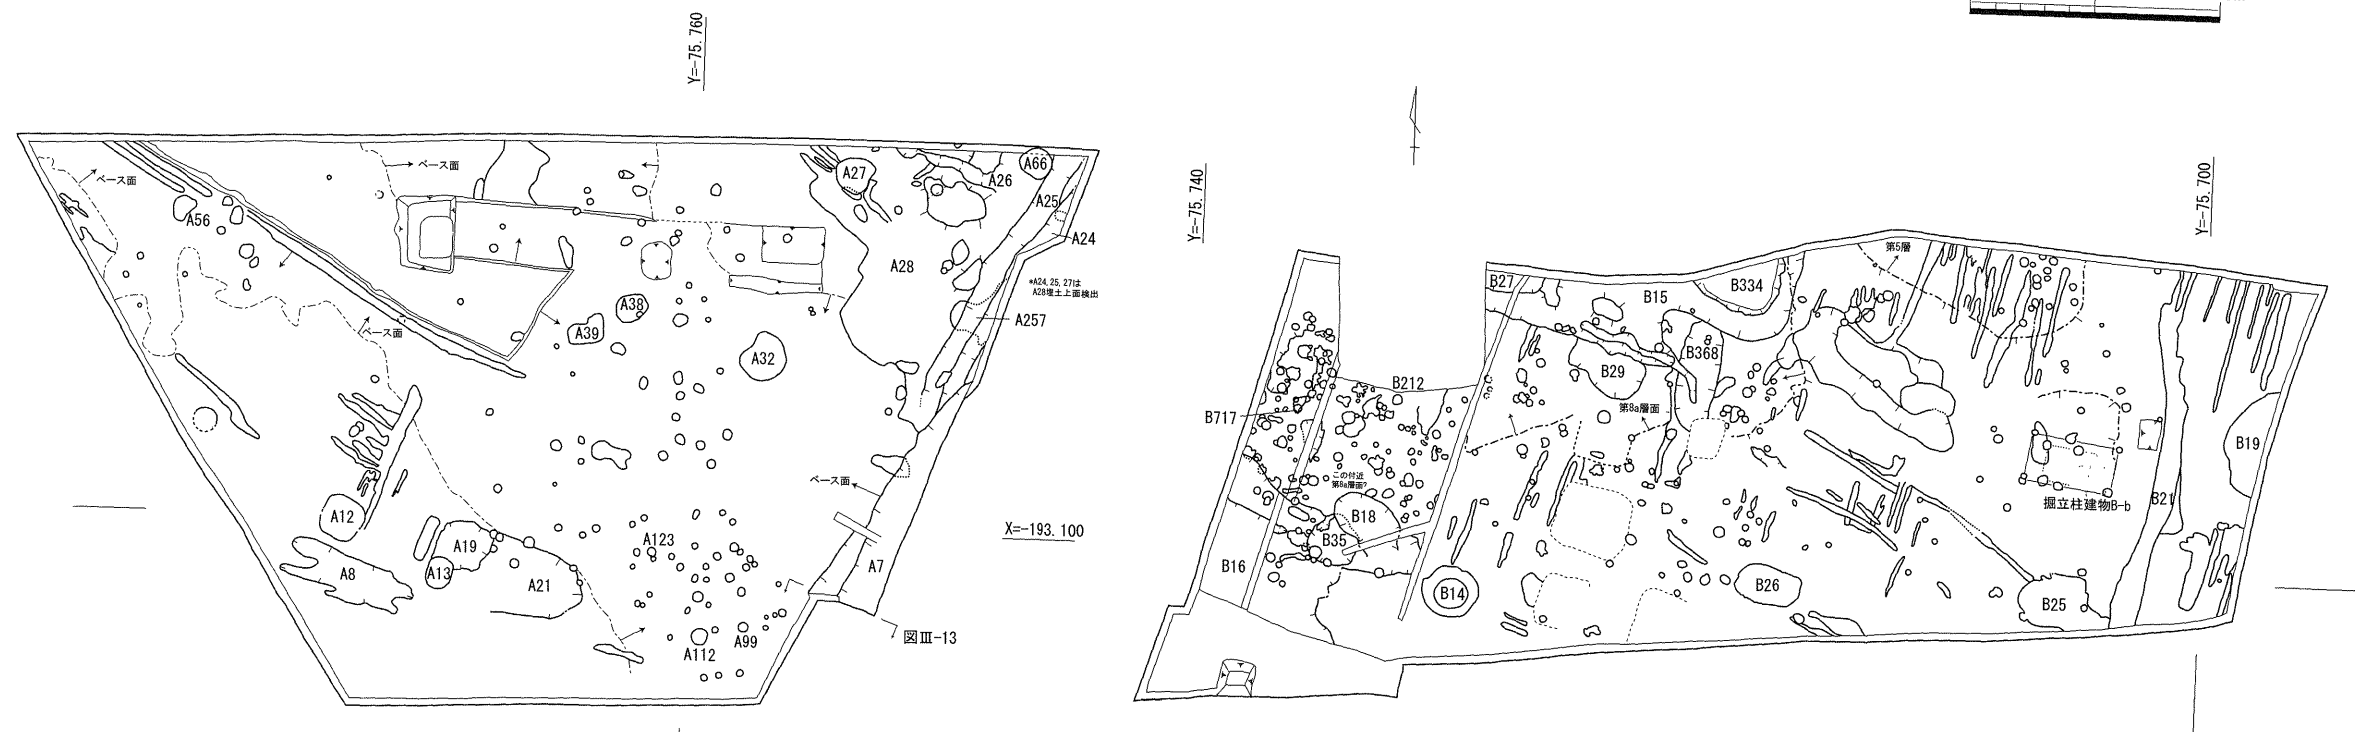 Y=-75.760
ベース面
ベース面
A56
A27
A26
A66
A25
A24
A28
*A24, 25, 27は
A28埋土上面検出
A257
A38
A39
A32
ベース面
ベース面
A12
A19
A13
A8
A21
A123
A7
X=-193.100
図Ⅲ-13
A99
A112
Y=-75.740
Y=-75.700
第5層
B27
B15
B334
B368
B29
B212
第8a層面
B717
B19
この付近
第8a層面?
B21
掘立柱建物B-b
B18
B35
B16
B14
B26
B25